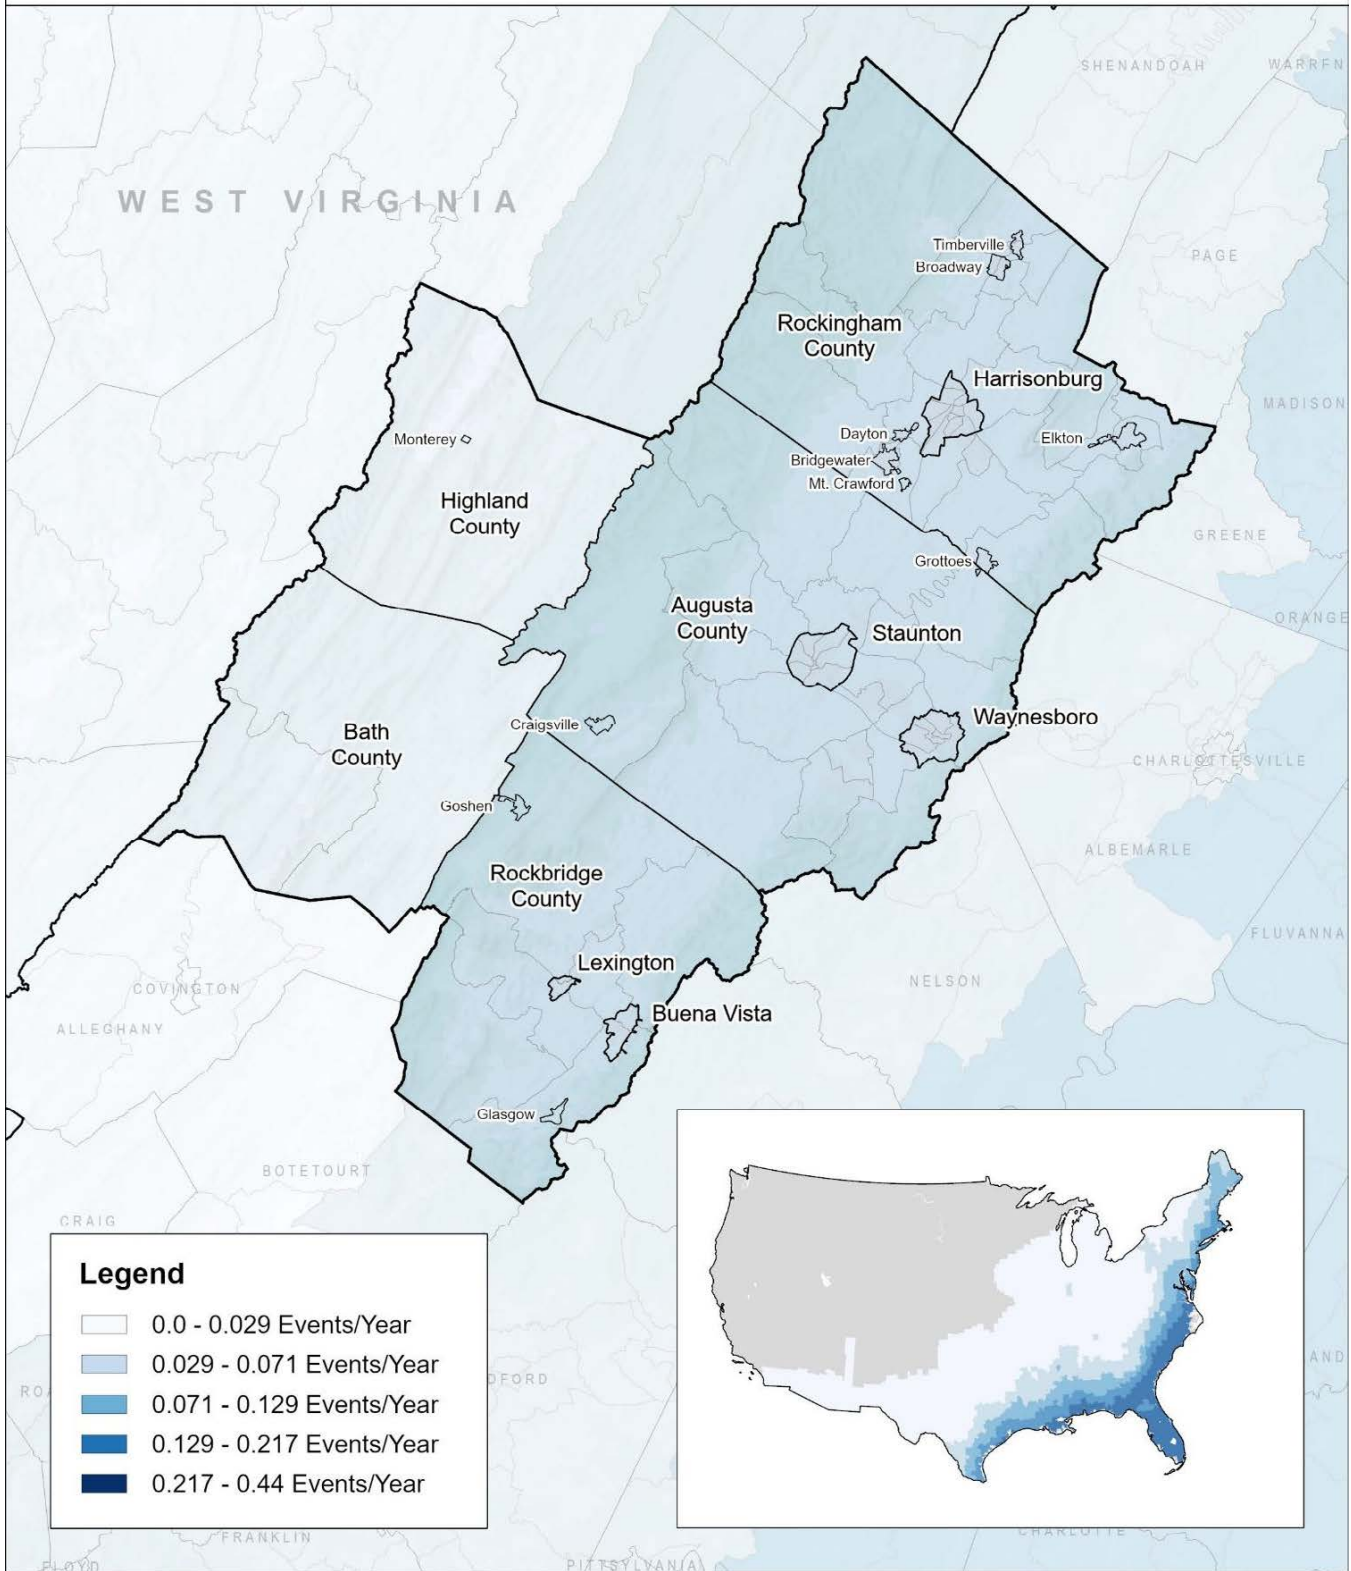 SHENANDOAH
WARREN
WEST VIRGINIA
Timberville
Broadway
PAGE
Rockingham
County
Harrisonburg
MADISON
Dayton
Elkton
Monterey
Bridgewater
Mt. Crawford
Highland
County
GREENE
Grottoes
Augusta
County
Staunton
ORANGE
Craigsville
Waynesboro
Bath
County
CHARLOTTESVILLE
Goshen
ALBEMARLE
Rockbridge
County
FLUVANNA
Lexington
NELSON
COVINGTON
Buena Vista
ALLEGHANY
Glasgow
BOTETOURT
CRAIG
Legend
0.0 - 0.029 Events/Year
0.029 - 0.071 Events/Year
AND
0.071 - 0.129 Events/Year
DFORD
ROA
0.129 - 0.217 Events/Year
0.217 - 0.44 Events/Year
FRANKLIN
CHARLOTTE
FLOYD
PITTSYLVANIA